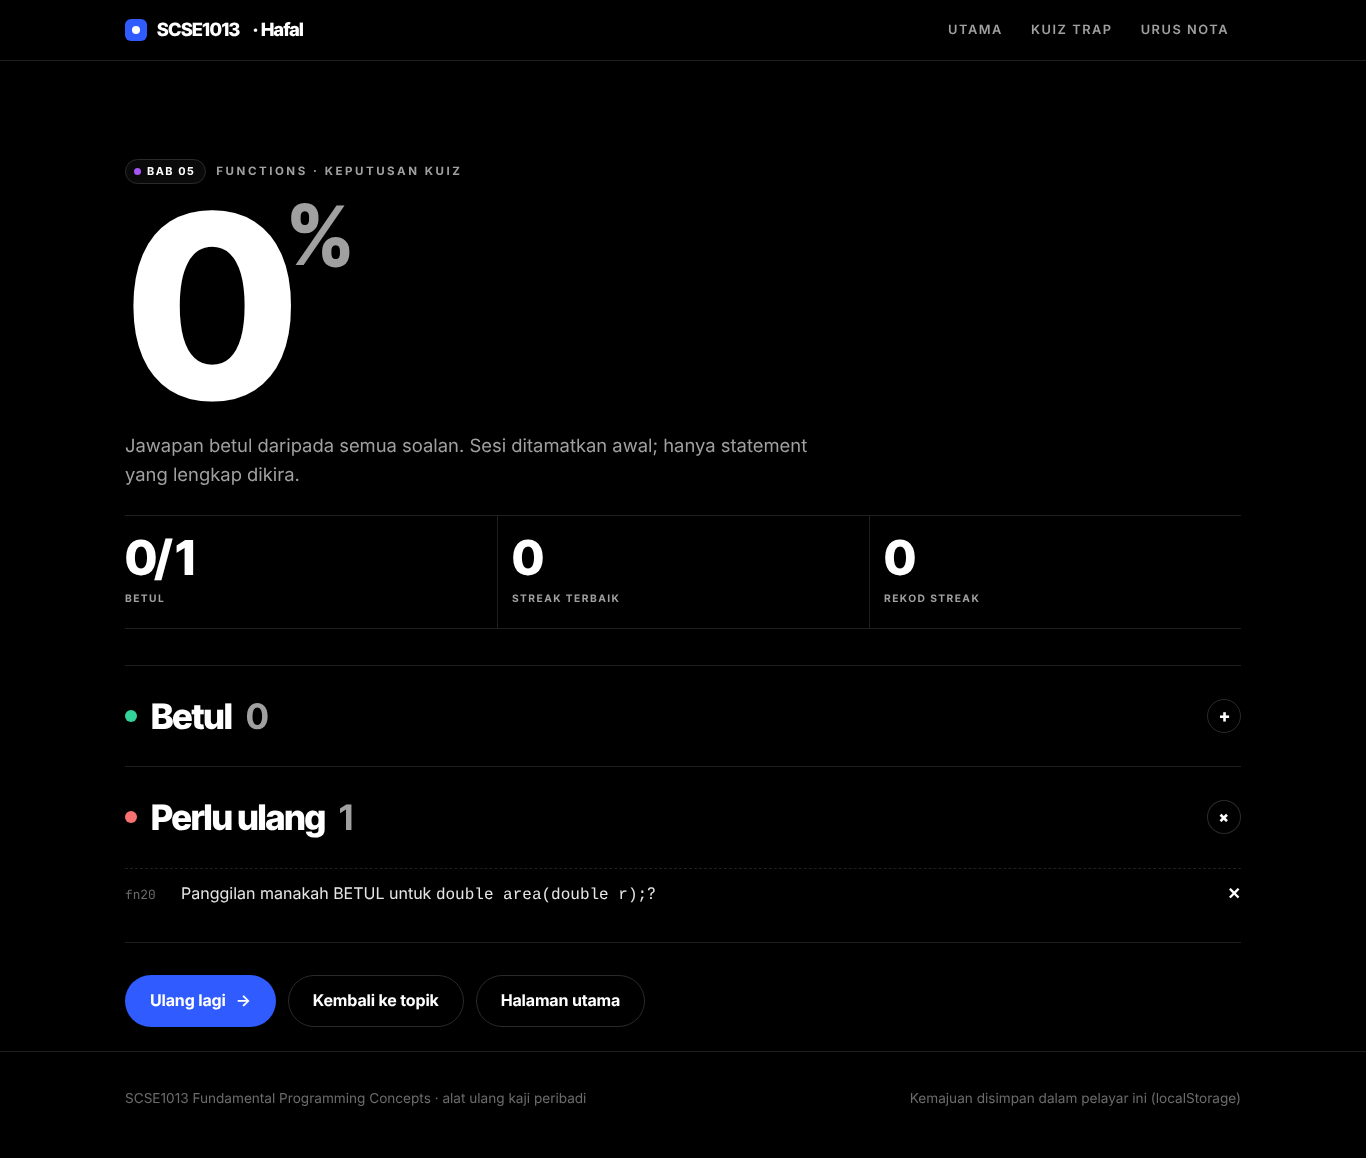 SCSE1013 · Hafal
UTAMA KUIZ TRAP URUS NOTA
BAB 05 FUNCTIONS · KEPUTUSAN KUIZ
0%
Jawapan betul daripada semua soalan. Sesi ditamatkan awal; hanya statement
yang lengkap dikira.
0/1 0 0
BETUL STREAK TERBAIK REKOD STREAK
Betul 0 +
Perlu ulang 1 ×
fn20 Panggilan manakah BETUL untuk double area(double r);? ×
Ulang lagi → Kembali ke topik Halaman utama
SCSE1013 Fundamental Programming Concepts · alat ulang kaji peribadi Kemajuan disimpan dalam pelayar ini (localStorage)